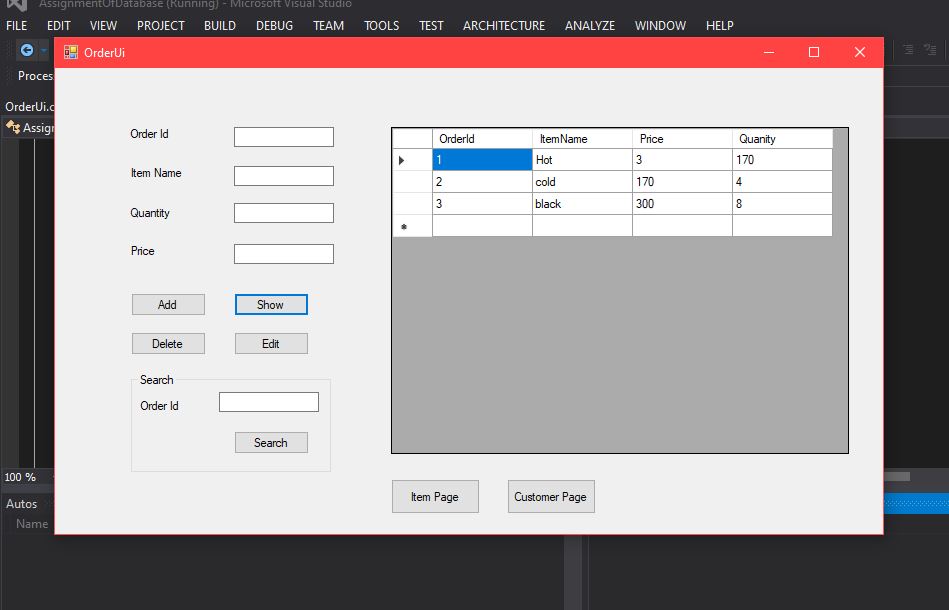 AssignmentOfDatabase (Running) - Microsoft Visual Studio
FILE EDIT VIEW PROJECT BUILD DEBUG TEAM TOOLS TEST ARCHITECTURE ANALYZE WINDOW HELP
OrderUi
Proces
OrderUi.c
Assign
Order Id
Item Name
Quantity
Price
Add Show
Delete Edit
Search
Order Id
Search
OrderId ItemName Price Quanity
1 Hot 3 170
2 cold 170 4
3 black 300 8
Item Page Customer Page
100 %
Autos
Name